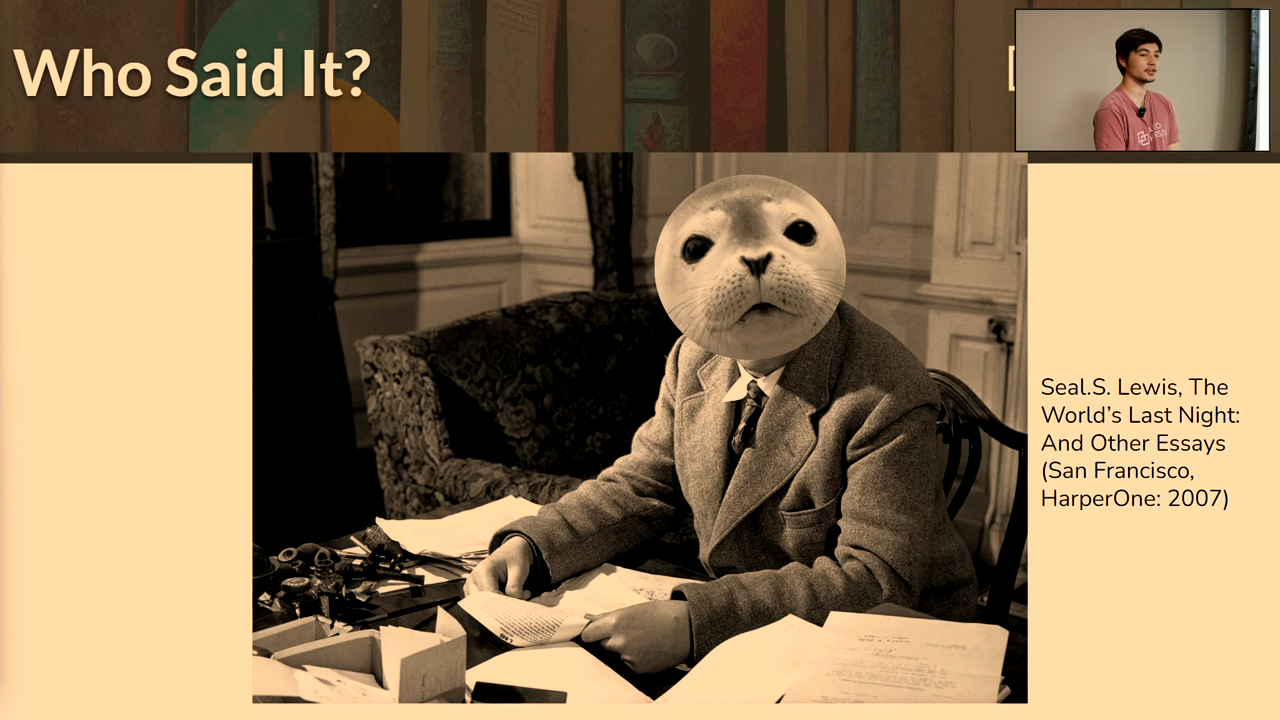 Who Said It?
Seal.S. Lewis, The
World's Last Night:
And Other Essays
(San Francisco,
HarperOne: 2007)